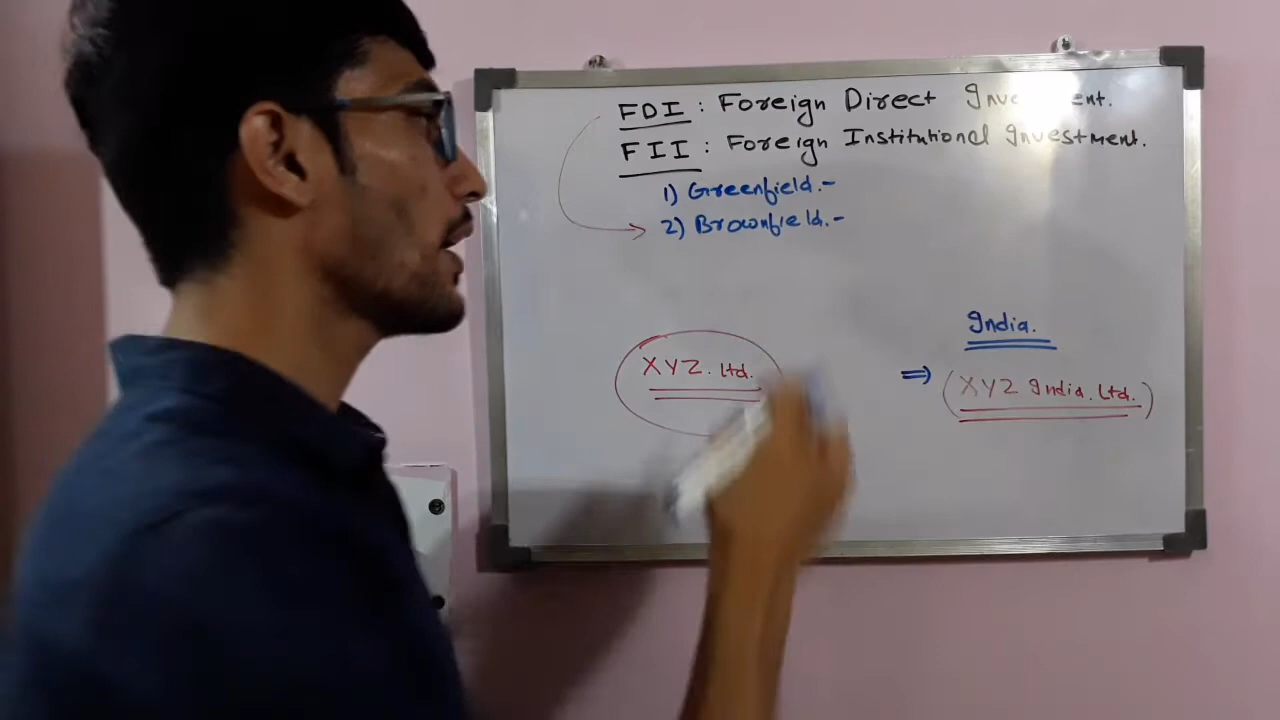 FDI : Foreign Direct
FII : Foreign Institutional Investment.
1) Greenfield.-
2) Brownfield.-
India.
XYZ. Ltd.
⇒ (XYZ India. Ltd.)